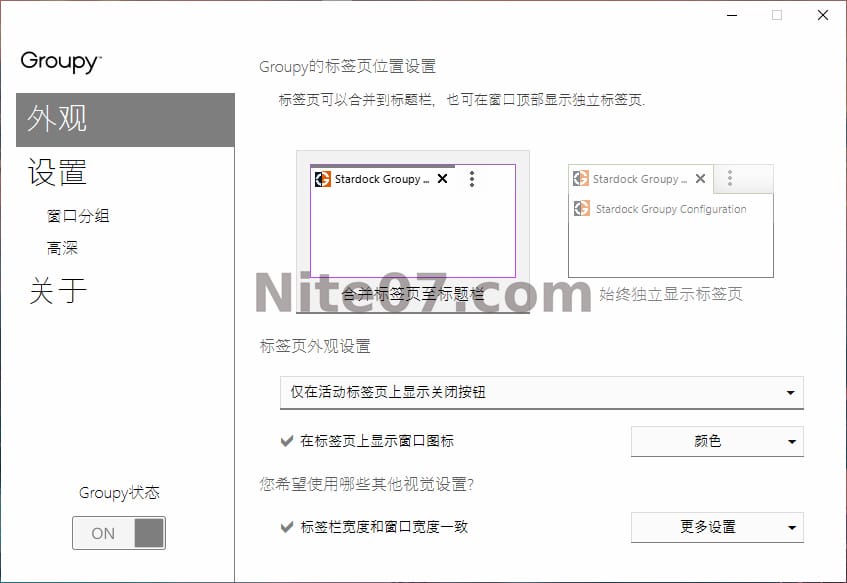 Groupy™
外观
设置
窗口分组
高深
关于
Groupy状态
ON
Groupy的标签页位置设置
标签页可以合并到标题栏，也可在窗口顶部显示独立标签页.
Stardock Groupy ...
合并标签页至标题栏
Stardock Groupy ...
Stardock Groupy Configuration
始终独立显示标签页
Nite07.com
标签页外观设置
仅在活动标签页上显示关闭按钮
在标签页上显示窗口图标
颜色
您希望使用哪些其他视觉设置?
标签栏宽度和窗口宽度一致
更多设置